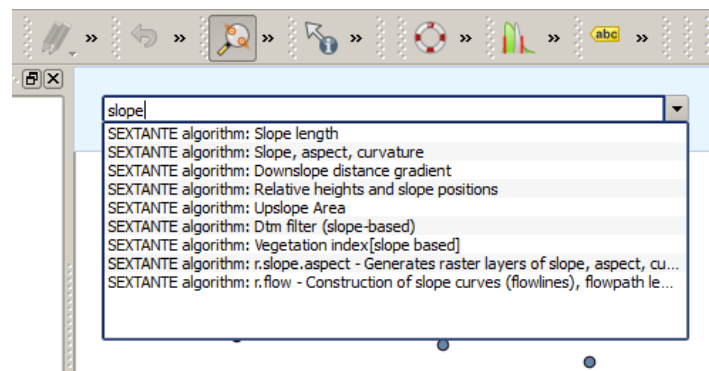 » » » » » abc »
slope
SEXTANTE algorithm: Slope length
SEXTANTE algorithm: Slope, aspect, curvature
SEXTANTE algorithm: Downslope distance gradient
SEXTANTE algorithm: Relative heights and slope positions
SEXTANTE algorithm: Upslope Area
SEXTANTE algorithm: Dtm filter (slope-based)
SEXTANTE algorithm: Vegetation index[slope based]
SEXTANTE algorithm: r.slope.aspect - Generates raster layers of slope, aspect, cu...
SEXTANTE algorithm: r.flow - Construction of slope curves (flowlines), flowpath le...